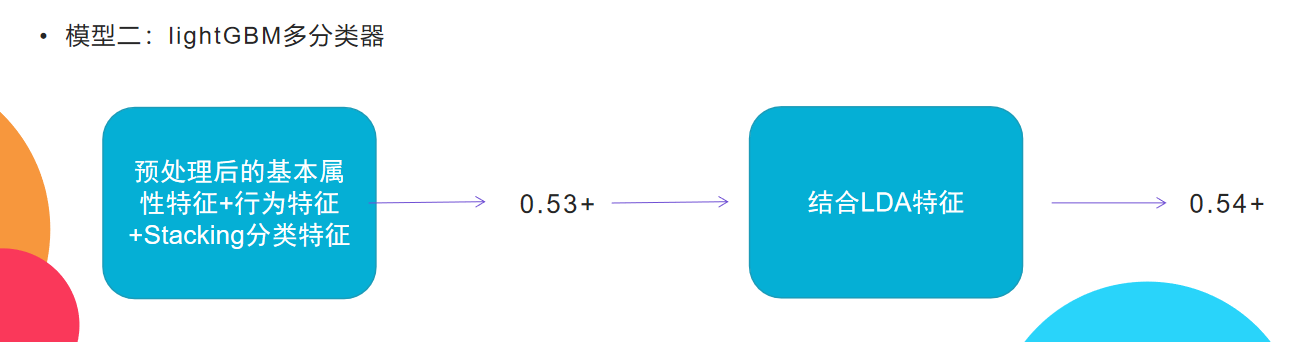 • 模型二：lightGBM多分类器
预处理后的基本属
性特征+行为特征
+Stacking分类特征
0.53+
结合LDA特征
0.54+